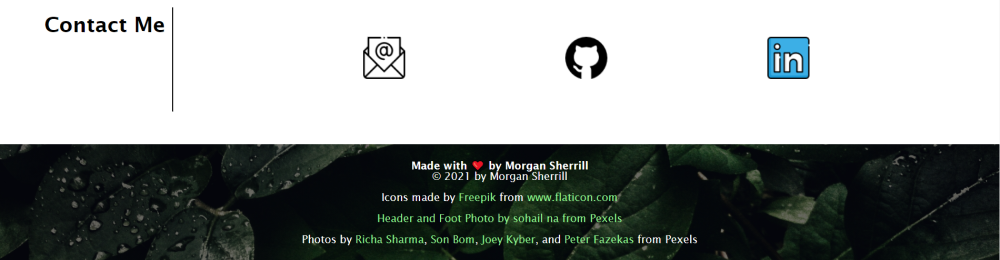 Contact Me
@
in
Made with ❤ by Morgan Sherrill
© 2021 by Morgan Sherrill
Icons made by Freepik from www.flaticon.com
Header and Foot Photo by sohail na from Pexels
Photos by Richa Sharma, Son Bom, Joey Kyber, and Peter Fazekas from Pexels